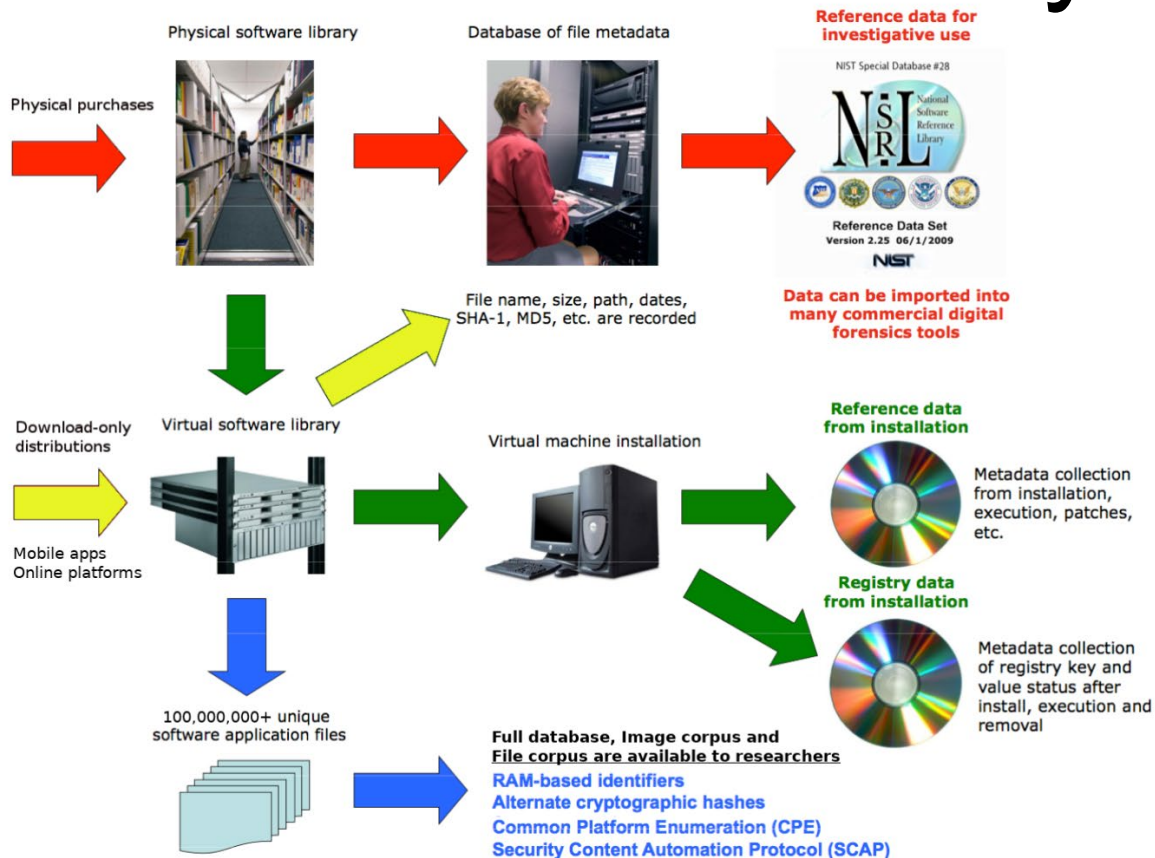 Physical software library
Database of file metadata
Reference data for
investigative use
NIST Special Database #28
NSRL
National
Software
Reference
Library
Physical purchases
Reference Data Set
Version 2.25 06/1/2009
NIST
File name, size, path, dates,
SHA-1, MD5, etc. are recorded
Data can be imported into
many commercial digital
forensics tools
Download-only
distributions
Virtual software library
Virtual machine installation
Reference data
from installation
Metadata collection
from installation,
execution, patches,
etc.
Mobile apps
Online platforms
Registry data
from installation
Metadata collection
of registry key and
value status after
install, execution and
removal
100,000,000+ unique
software application files
Full database, Image corpus and
File corpus are available to researchers
RAM-based identifiers
Alternate cryptographic hashes
Common Platform Enumeration (CPE)
Security Content Automation Protocol (SCAP)